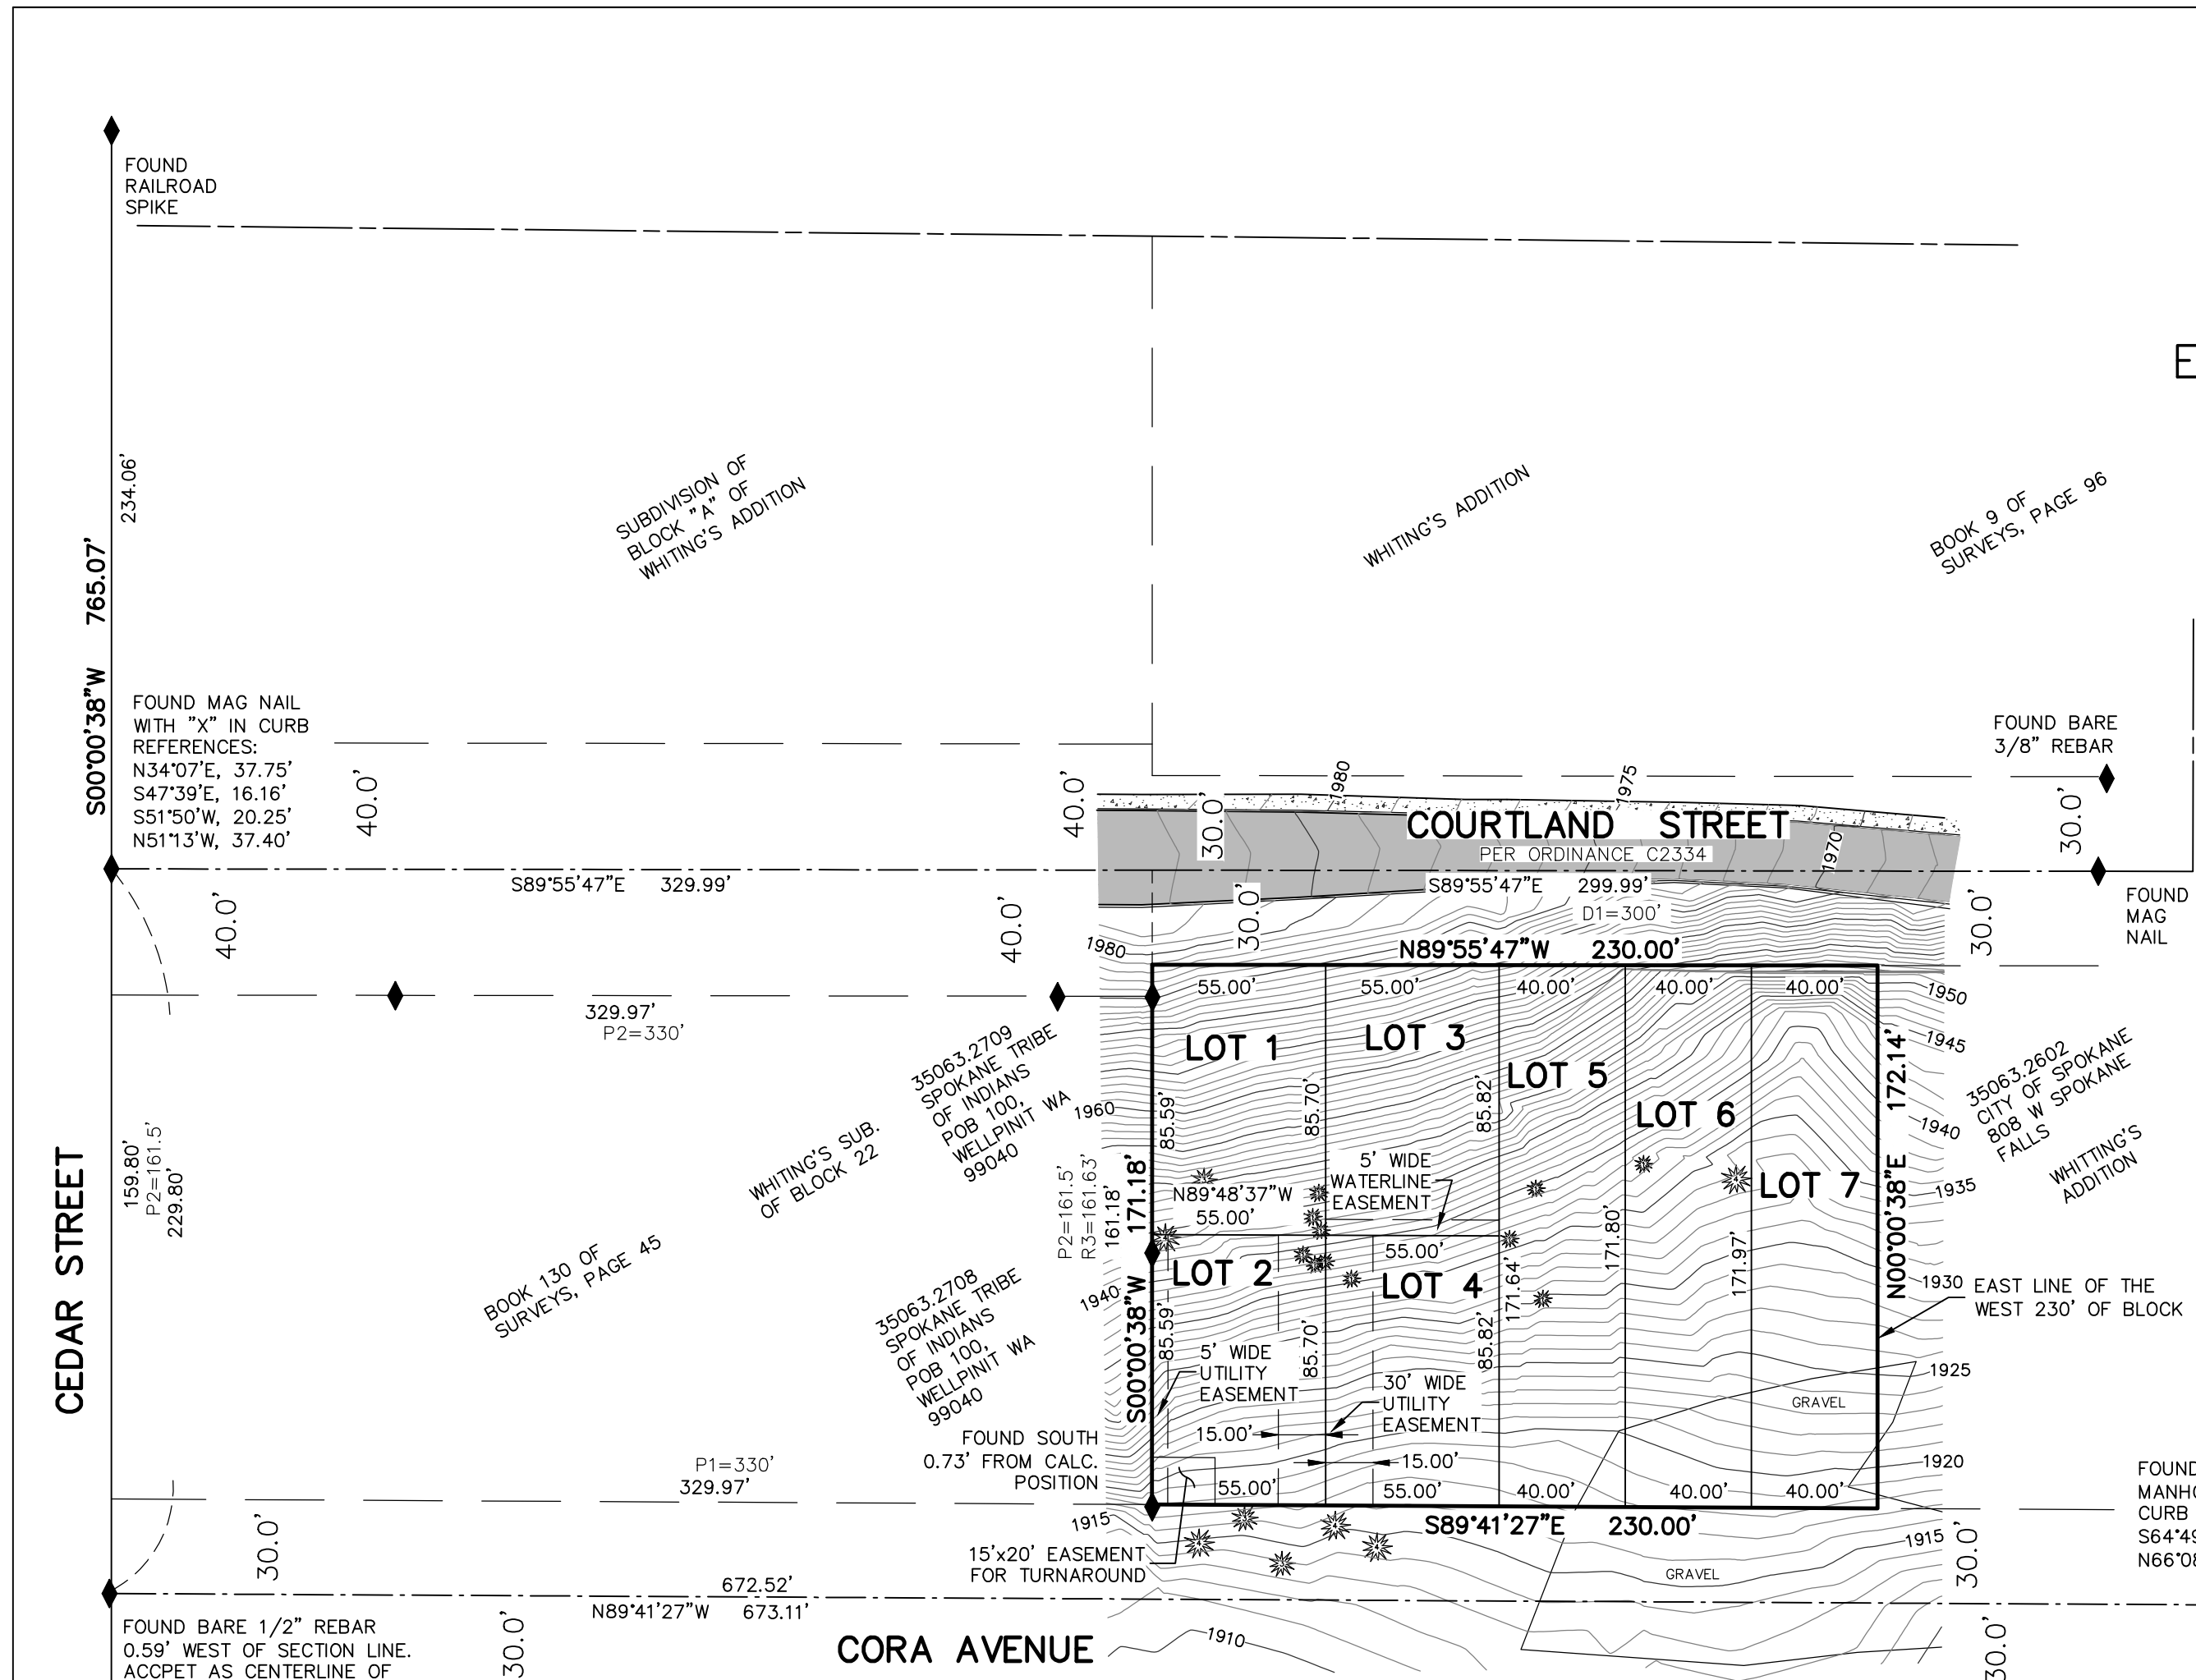 FOUND
RAILROAD
SPIKE
234.06'
S00°00'38"W 765.07'
SUBDIVISION OF
BLOCK "A" OF
WHITING'S ADDITION
WHITING'S ADDITION
BOOK 9 OF
SURVEYS, PAGE 96
E
FOUND MAG NAIL
WITH "X" IN CURB
REFERENCES:
N34°07'E, 37.75'
S47°39'E, 16.16'
S51°50'W, 20.25'
N51°13'W, 37.40'
40.0'
40.0'
30.0'
1980
1975
COURTLAND STREET
PER ORDINANCE C2334
1970
FOUND BARE
3/8" REBAR
30.0'
S89°55'47"E 329.99'
S89°55'47"E 299.99'
D1=300'
40.0'
40.0'
30.0'
30.0'
FOUND
MAG
NAIL
1980
N89°55'47"W 230.00'
55.00'
55.00'
40.00'
40.00'
40.00'
329.97'
P2=330'
1950
1945
1940
1935
1930
1925
1920
1915
LOT 1
LOT 3
LOT 5
LOT 6
LOT 7
35063.2709
SPOKANE TRIBE
OF INDIANS
POB 100,
WELLPINIT WA
99040
1960
85.59'
85.70'
85.82'
N00°00'38"E 172.14'
35063.2602
CITY OF SPOKANE
808 W SPOKANE
FALLS
WHITTING'S
ADDITION
CEDAR STREET
159.80'
P2=161.5'
229.80'
WHITING'S SUB.
OF BLOCK 22
P2=161.5'
R3=161.63'
161.18'
S00°00'38"W 171.18'
N89°48'37"W
55.00'
5' WIDE
WATERLINE
EASEMENT
55.00'
171.64'
171.80'
171.97'
BOOK 130 OF
SURVEYS, PAGE 45
LOT 2
LOT 4
1940
35063.2708
SPOKANE TRIBE
OF INDIANS
POB 100,
WELLPINIT WA
99040
85.59'
85.70'
85.82'
5' WIDE
UTILITY
EASEMENT
30' WIDE
UTILITY
EASEMENT
EAST LINE OF THE
WEST 230' OF BLOCK
GRAVEL
15.00'
15.00'
FOUND SOUTH
0.73' FROM CALC.
POSITION
P1=330'
329.97'
55.00'
55.00'
40.00'
40.00'
40.00'
S89°41'27"E 230.00'
1915
30.0'
15'x20' EASEMENT
FOR TURNAROUND
GRAVEL
30.0'
FOUND
MANHO
CURB
S64°49
N66°08
672.52'
N89°41'27"W 673.11'
FOUND BARE 1/2" REBAR
0.59' WEST OF SECTION LINE.
ACCPET AS CENTERLINE OF
30.0'
CORA AVENUE
1910
30.0'